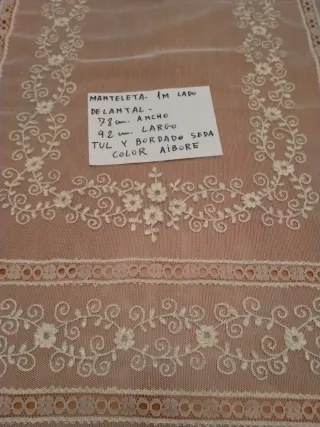 MANTELETA. 1M LADO
DELANTAL-
78 cm. ANCHO
92 cm. LARGO
TUL Y BORDADO SEDA
COLOR AIBORE